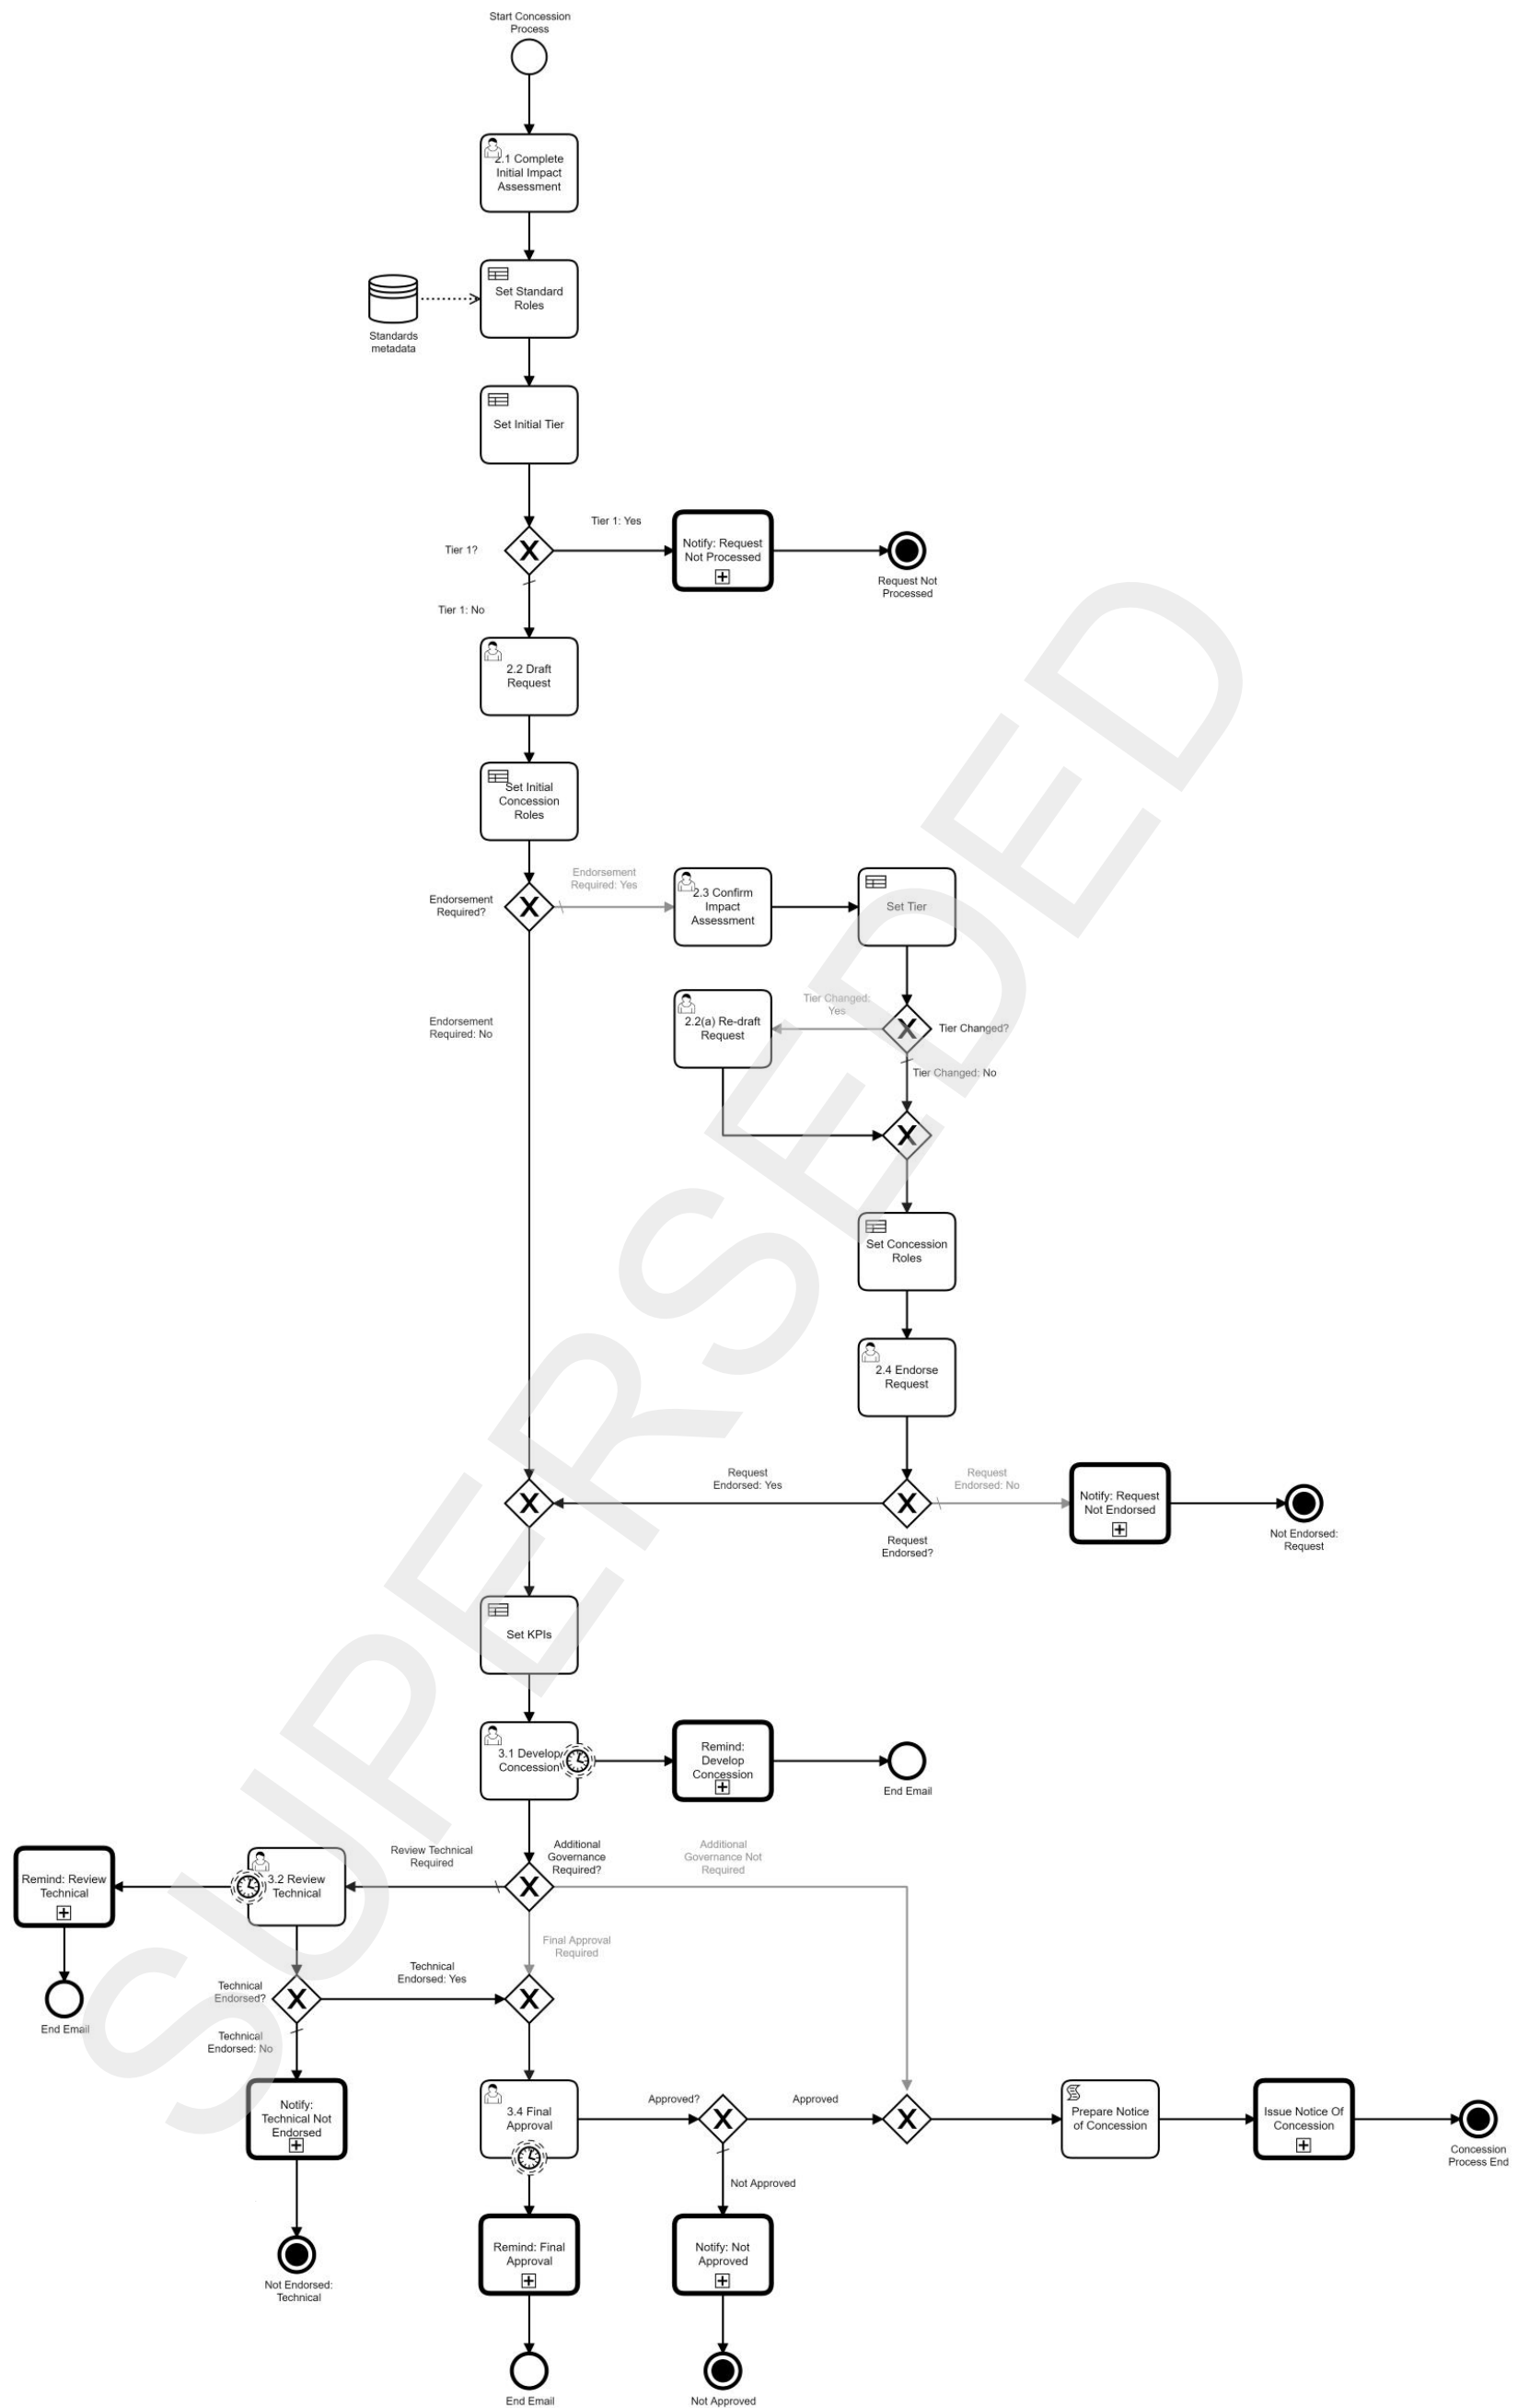 Start Concession
Process
2.1 Complete
Initial Impact
Assessment
Set Standard
Roles
Standards
metadata
Set Initial Tier
Tier 1?
Tier 1: Yes
Notify: Request
Not Processed
Request Not
Processed
Tier 1: No
2.2 Draft
Request
Set Initial
Concession
Roles
Endorsement
Required?
Endorsement
Required: Yes
2.3 Confirm
Impact
Assessment
Set Tier
Endorsement
Required: No
2.2(a) Re-draft
Request
Tier Changed:
Yes
Tier Changed?
Tier Changed: No
Set Concession
Roles
2.4 Endorse
Request
Request
Endorsed: Yes
Request
Endorsed?
Request
Endorsed: No
Notify: Request
Not Endorsed
Not Endorsed:
Request
Set KPIs
3.1 Develop
Concession
Remind:
Develop
Concession
End Email
Additional
Governance
Required?
Additional
Governance Not
Required
Review Technical
Required
3.2 Review
Technical
Remind: Review
Technical
End Email
Final Approval
Required
Technical
Endorsed?
Technical
Endorsed: Yes
Technical
Endorsed: No
Notify:
Technical Not
Endorsed
Not Endorsed:
Technical
3.4 Final
Approval
Approved?
Approved
Prepare Notice
of Concession
Issue Notice Of
Concession
Concession
Process End
Not Approved
Remind: Final
Approval
Notify: Not
Approved
End Email
Not Approved
SUPERSEDED